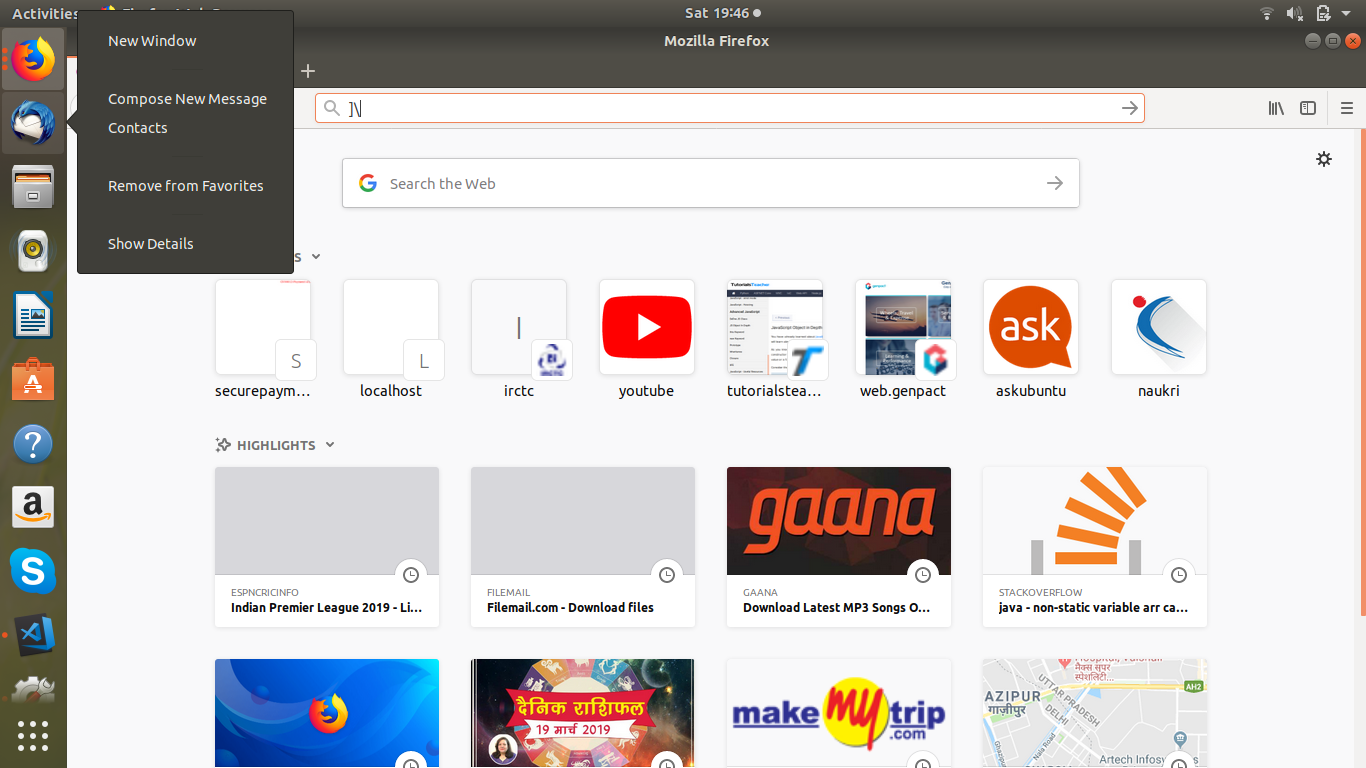 Activities
Sat 19:46
Mozilla Firefox
New Window
Compose New Message
Contacts
Remove from Favorites
Show Details
]\
Search the Web
S
L
securepaym...
localhost
irctc
youtube
tutorialstea...
web.genpact
ask
askubuntu
naukri
HIGHLIGHTS
gaana
ESPNCRICINFO
Indian Premier League 2019 - Li...
FILEMAIL
Filemail.com - Download files
GAANA
Download Latest MP3 Songs O...
STACKOVERFLOW
java - non-static variable arr ca...
दैनिक राशिफल
19 मार्च 2019
make my trip
.com
AZIPUR
गाज़ीपुर
UTTAR PRADESH
DELHI
मैक्स सुपर
स्पेशलिटी...
AH2
Artech Infosystems